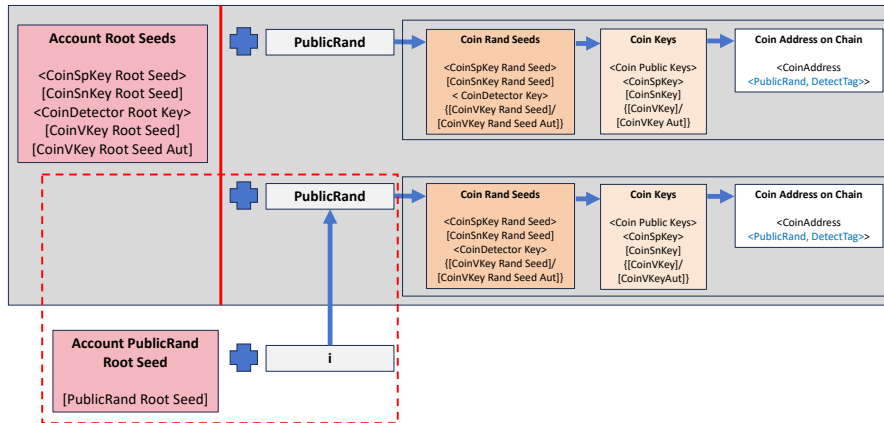 Account Root Seeds
<CoinSpKey Root Seed>
[CoinSnKey Root Seed]
<CoinDetector Root Key>
[CoinVKey Root Seed]
[CoinVKey Root Seed Aut]
PublicRand
Coin Rand Seeds
<CoinSpKey Rand Seed>
[CoinSnKey Rand Seed]
< CoinDetector Key>
{[CoinVKey Rand Seed]/
[CoinVKey Rand Seed Aut]}
Coin Keys
<Coin Public Keys>
<CoinSpKey>
[CoinSnKey]
{[CoinVKey]/
[CoinVKey Aut]}
Coin Address on Chain
<CoinAddress
<PublicRand, DetectTag>>
PublicRand
Coin Rand Seeds
<CoinSpKey Rand Seed>
[CoinSnKey Rand Seed]
<CoinDetector Key>
{[CoinVKey Rand Seed]/
[CoinVKey Rand Seed Aut]}
Coin Keys
<Coin Public Keys>
<CoinSpKey>
[CoinSnKey]
{[CoinVKey]/
[CoinVKeyAut]}
Coin Address on Chain
<CoinAddress
<PublicRand, DetectTag>>
Account PublicRand
Root Seed
[PublicRand Root Seed]
i